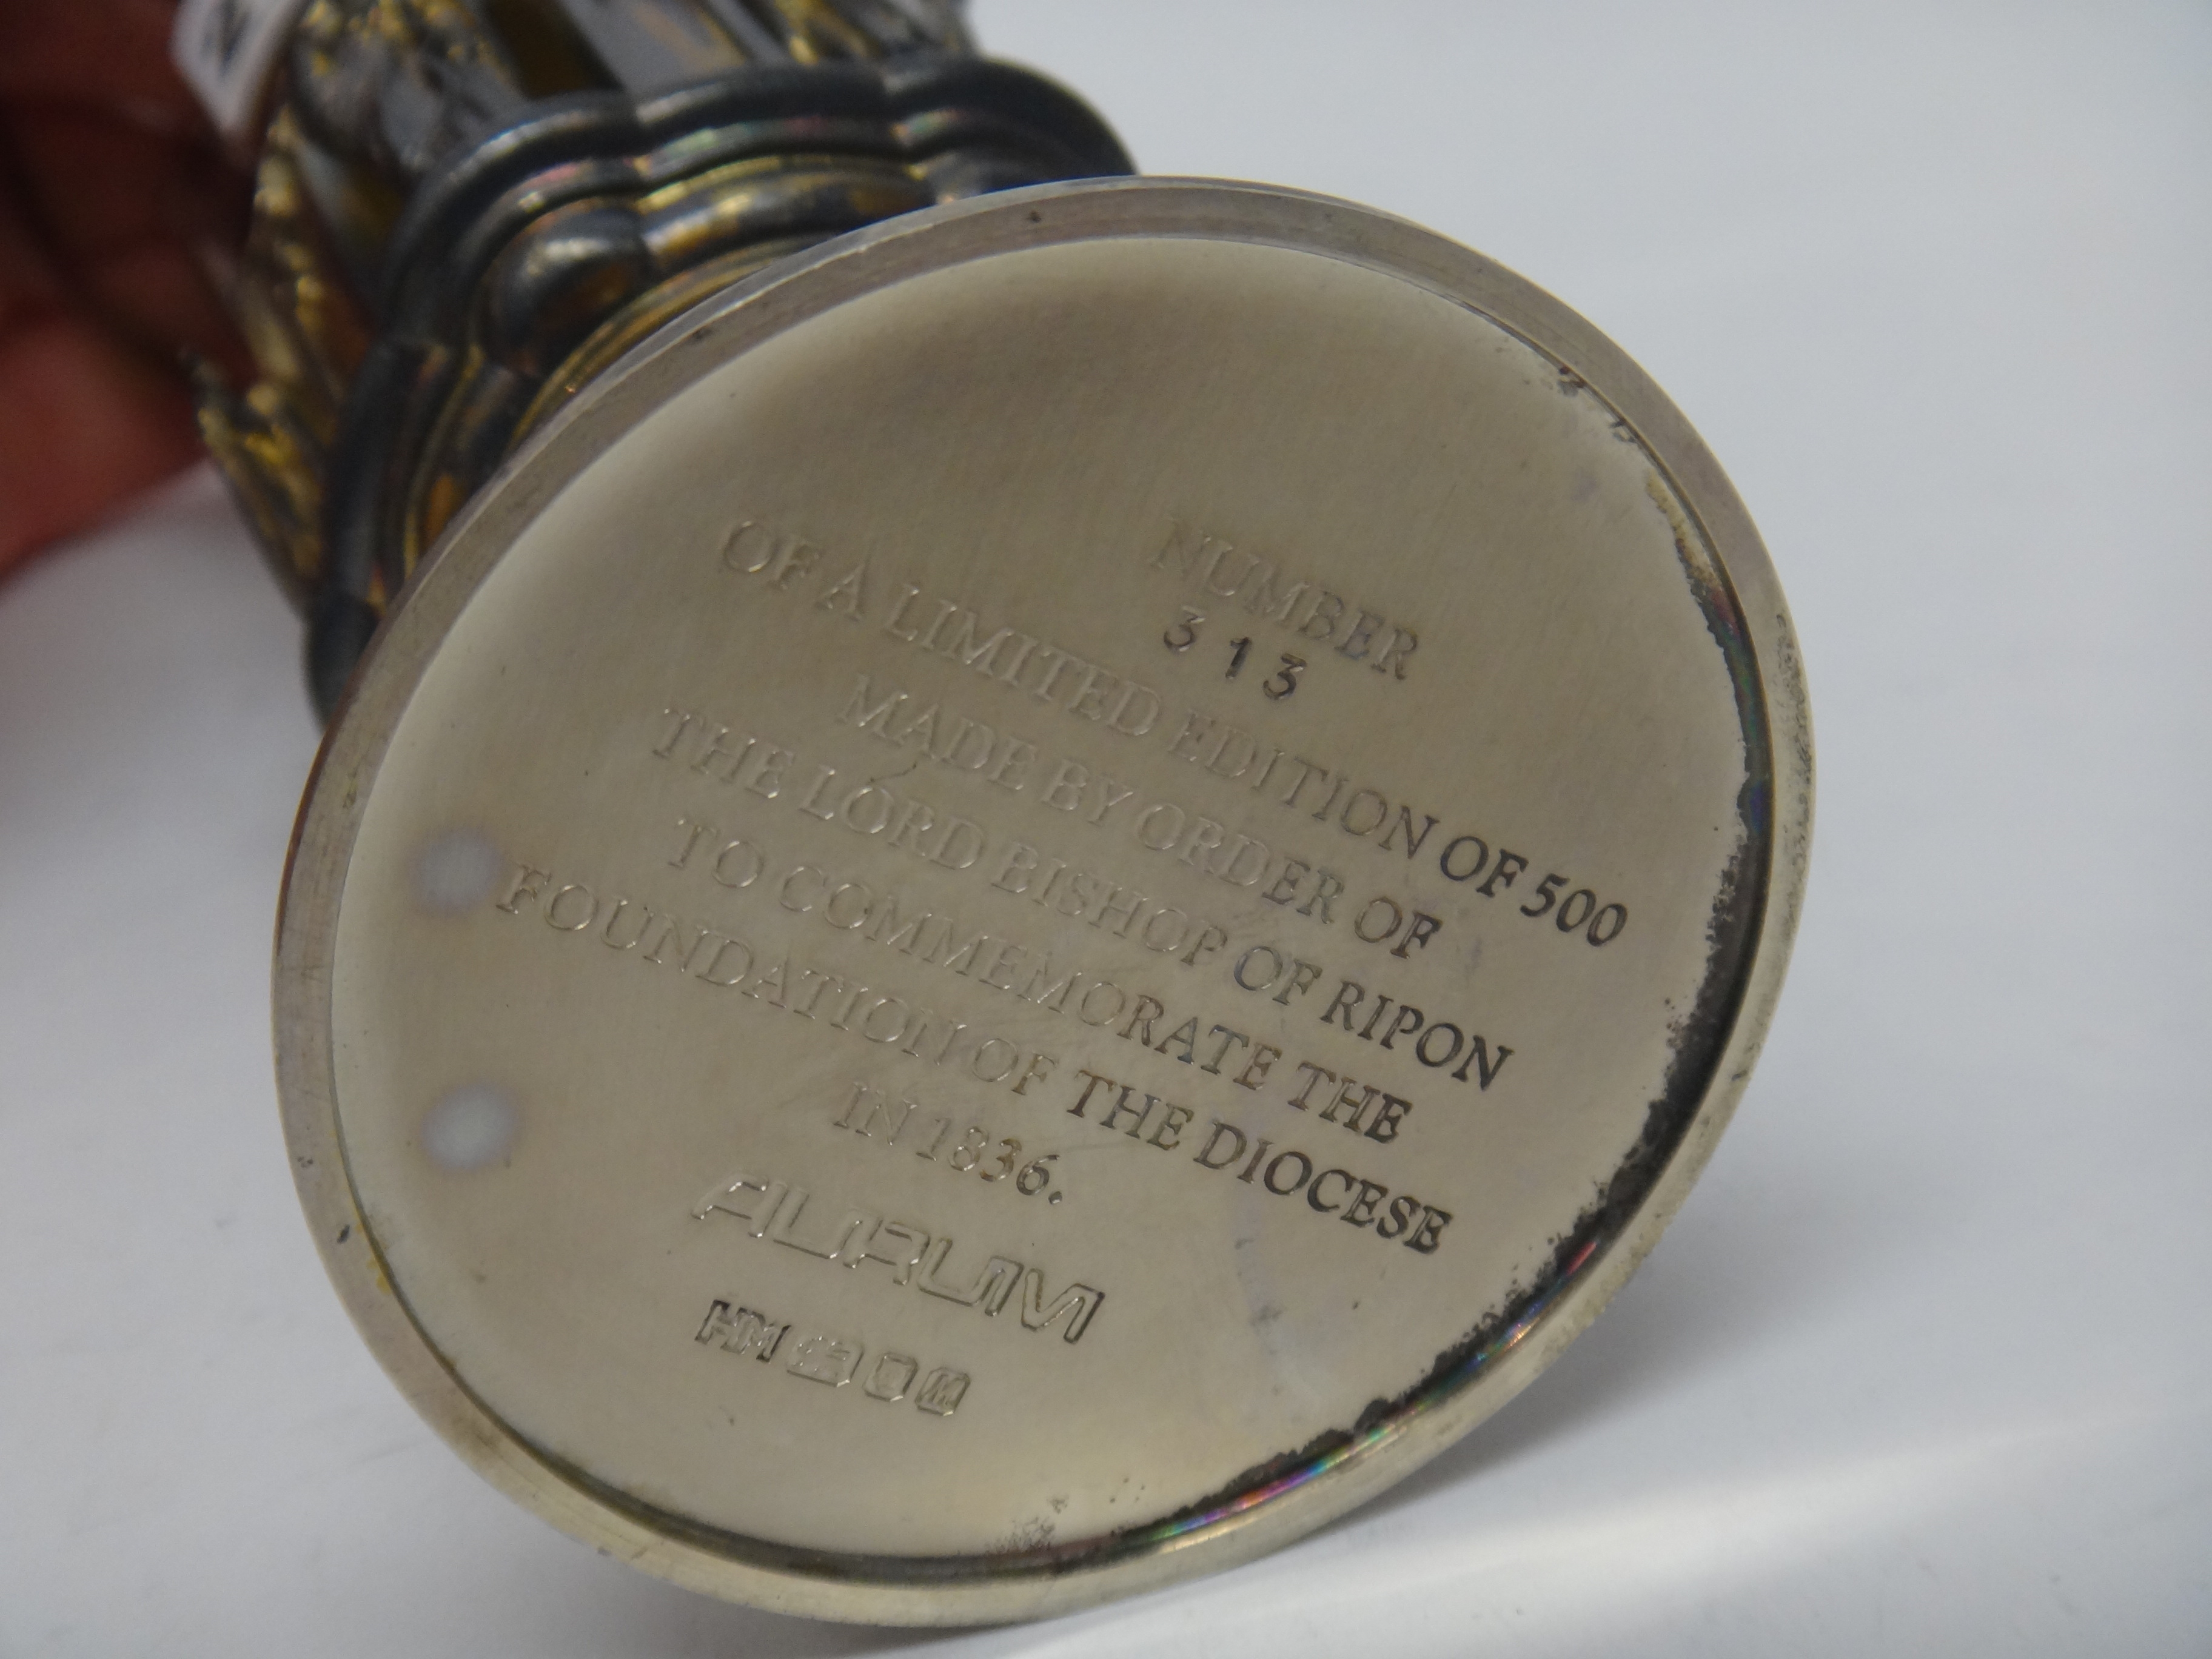 NUMBER
313
OF A LIMITED EDITION OF 500
MADE BY ORDER OF
THE LORD BISHOP OF RIPON
TO COMMEMORATE THE
FOUNDATION OF THE DIOCESE
IN 1836.
AURUM
HM